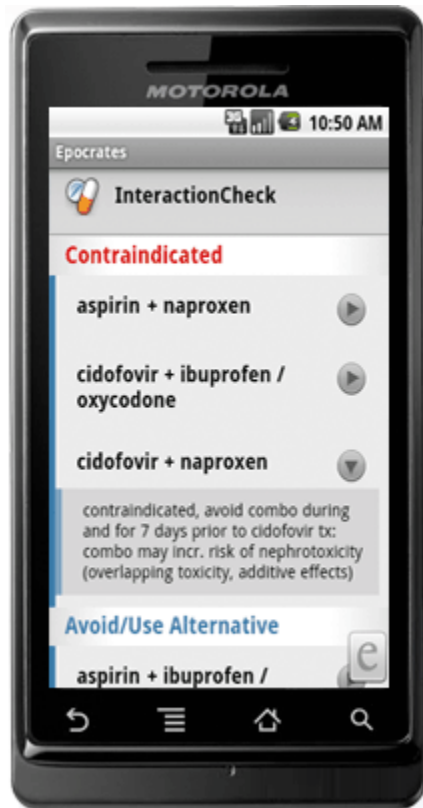 MOTOROLA
3G
10:50 AM
Epocrates
InteractionCheck
Contraindicated
aspirin + naproxen
cidofovir + ibuprofen /
oxycodone
cidofovir + naproxen
contraindicated, avoid combo during
and for 7 days prior to cidofovir tx:
combo may incr. risk of nephrotoxicity
(overlapping toxicity, additive effects)
Avoid/Use Alternative
aspirin + ibuprofen /
e